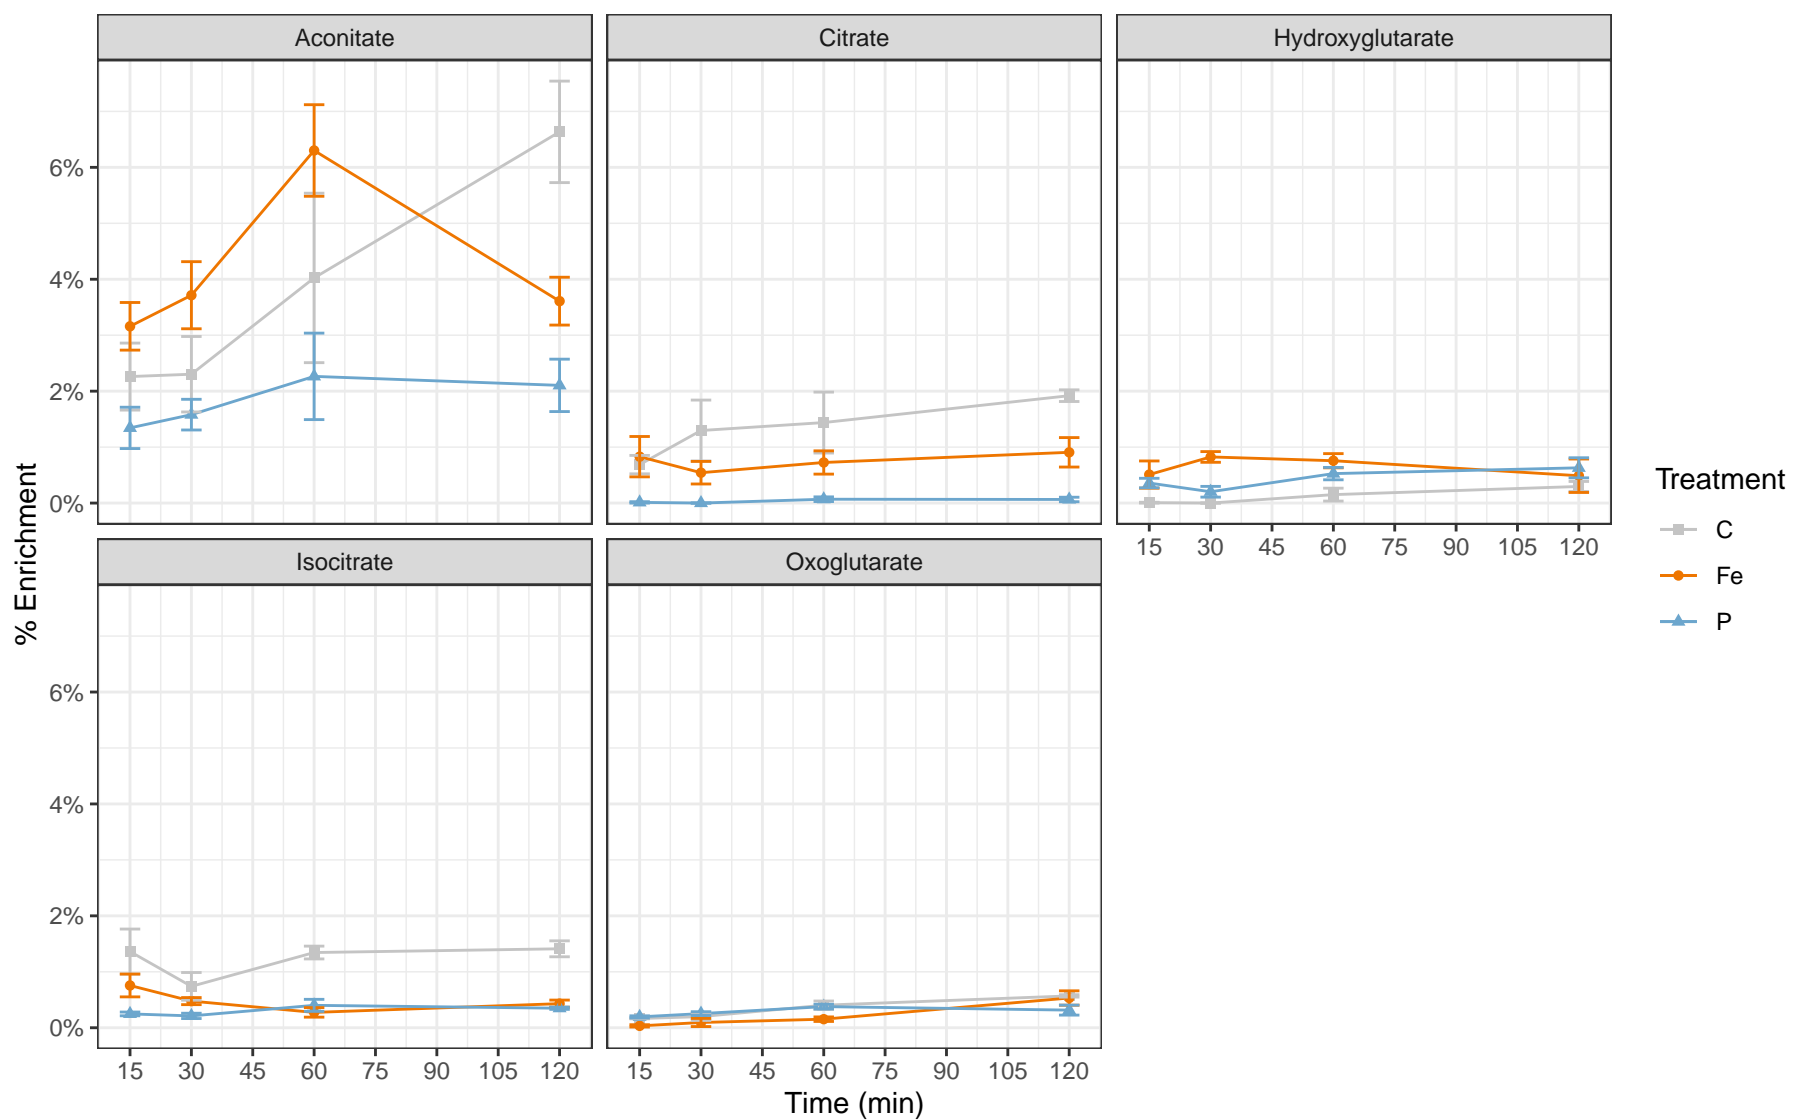 Aconitate
Citrate
Hydroxyglutarate
6%
4%
2%
0%
15 30 45 60 75 90 105 120
Isocitrate
Oxoglutarate
6%
4%
2%
0%
15 30 45 60 75 90 105 120
15 30 45 60 75 90 105 120
Time (min)
% Enrichment
Treatment
C
Fe
P